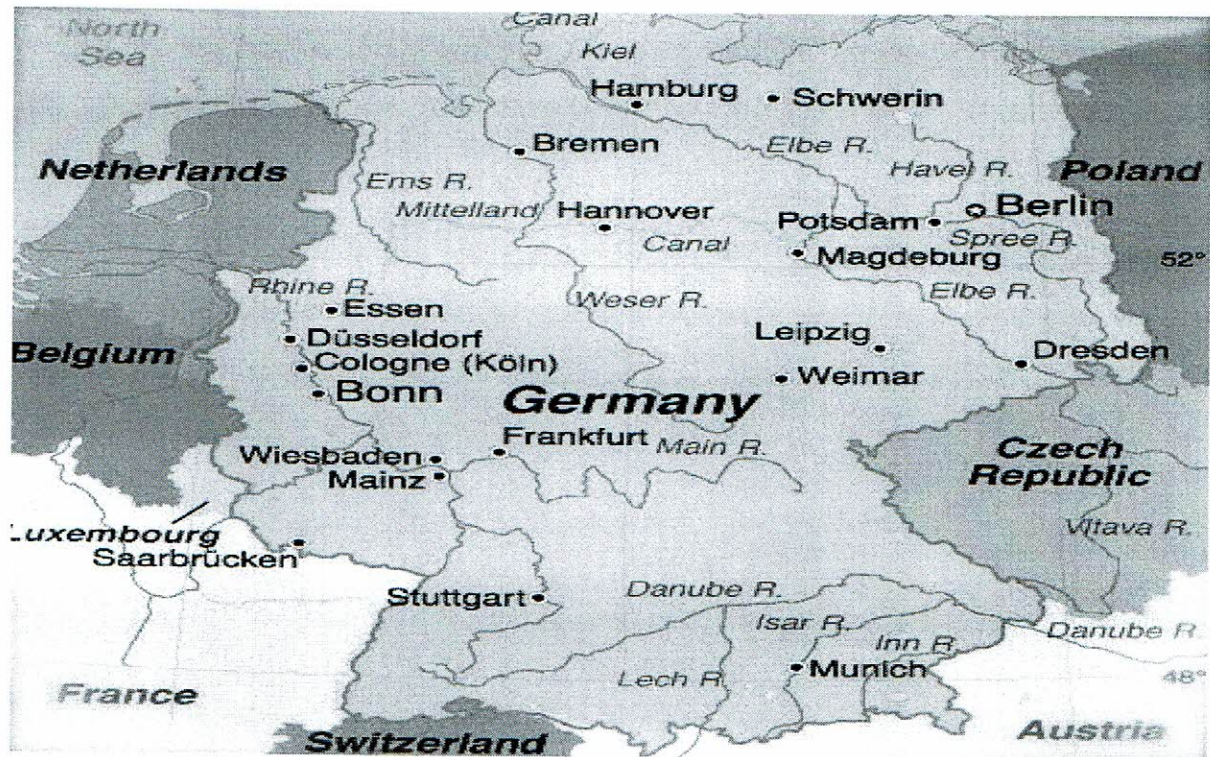 North
Sea
Canal
Kiel
Hamburg
Schwerin
Bremen
Elbe R.
Havel R.
Poland
Netherlands
Ems R.
Mittelland
Hannover
Canal
Potsdam
Berlin
Spree R.
Magdeburg
52°
Rhine R.
Essen
Weser R.
Elbe R.
Düsseldorf
Leipzig
Belgium
Cologne (Köln)
Dresden
Bonn
Weimar
Germany
Frankfurt
Main R.
Wiesbaden
Mainz
Czech
Republic
Luxembourg
Saarbrücken
Vltava R.
Stuttgart
Danube R.
Isar R.
Inn R.
Danube R.
Munich
Lech R.
48°
France
Austria
Switzerland